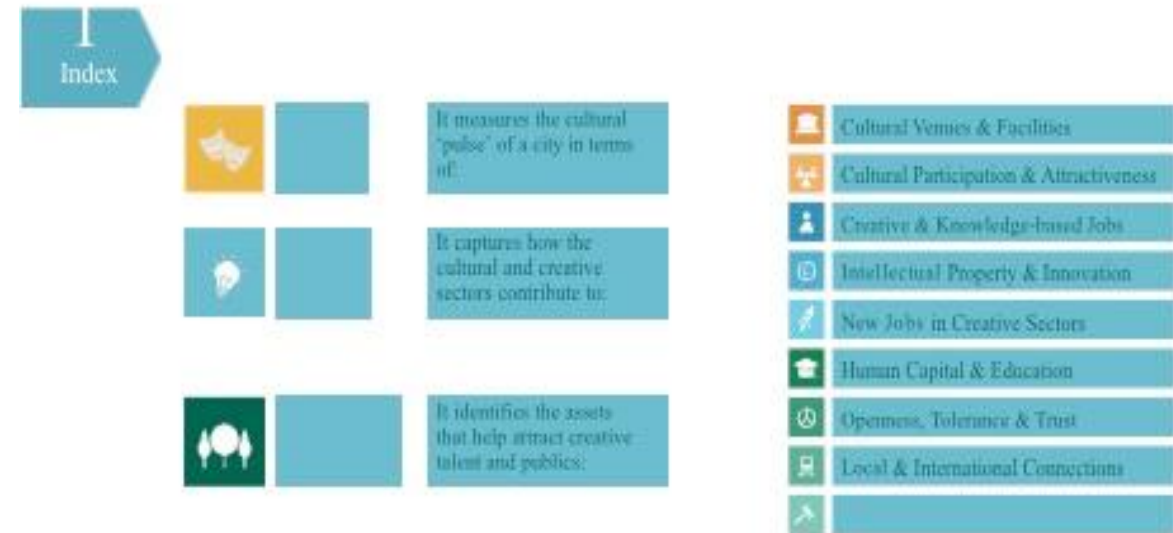 1
Index
It measures the cultural
‘pulse’ of a city in terms
of:
It captures how the
cultural and creative
sectors contribute to:
It identifies the assets
that help attract creative
talent and publics:
Cultural Venues & Facilities
Cultural Participation & Attractiveness
Creative & Knowledge-based Jobs
Intellectual Property & Innovation
New Jobs in Creative Sectors
Human Capital & Education
Openness, Tolerance & Trust
Local & International Connections